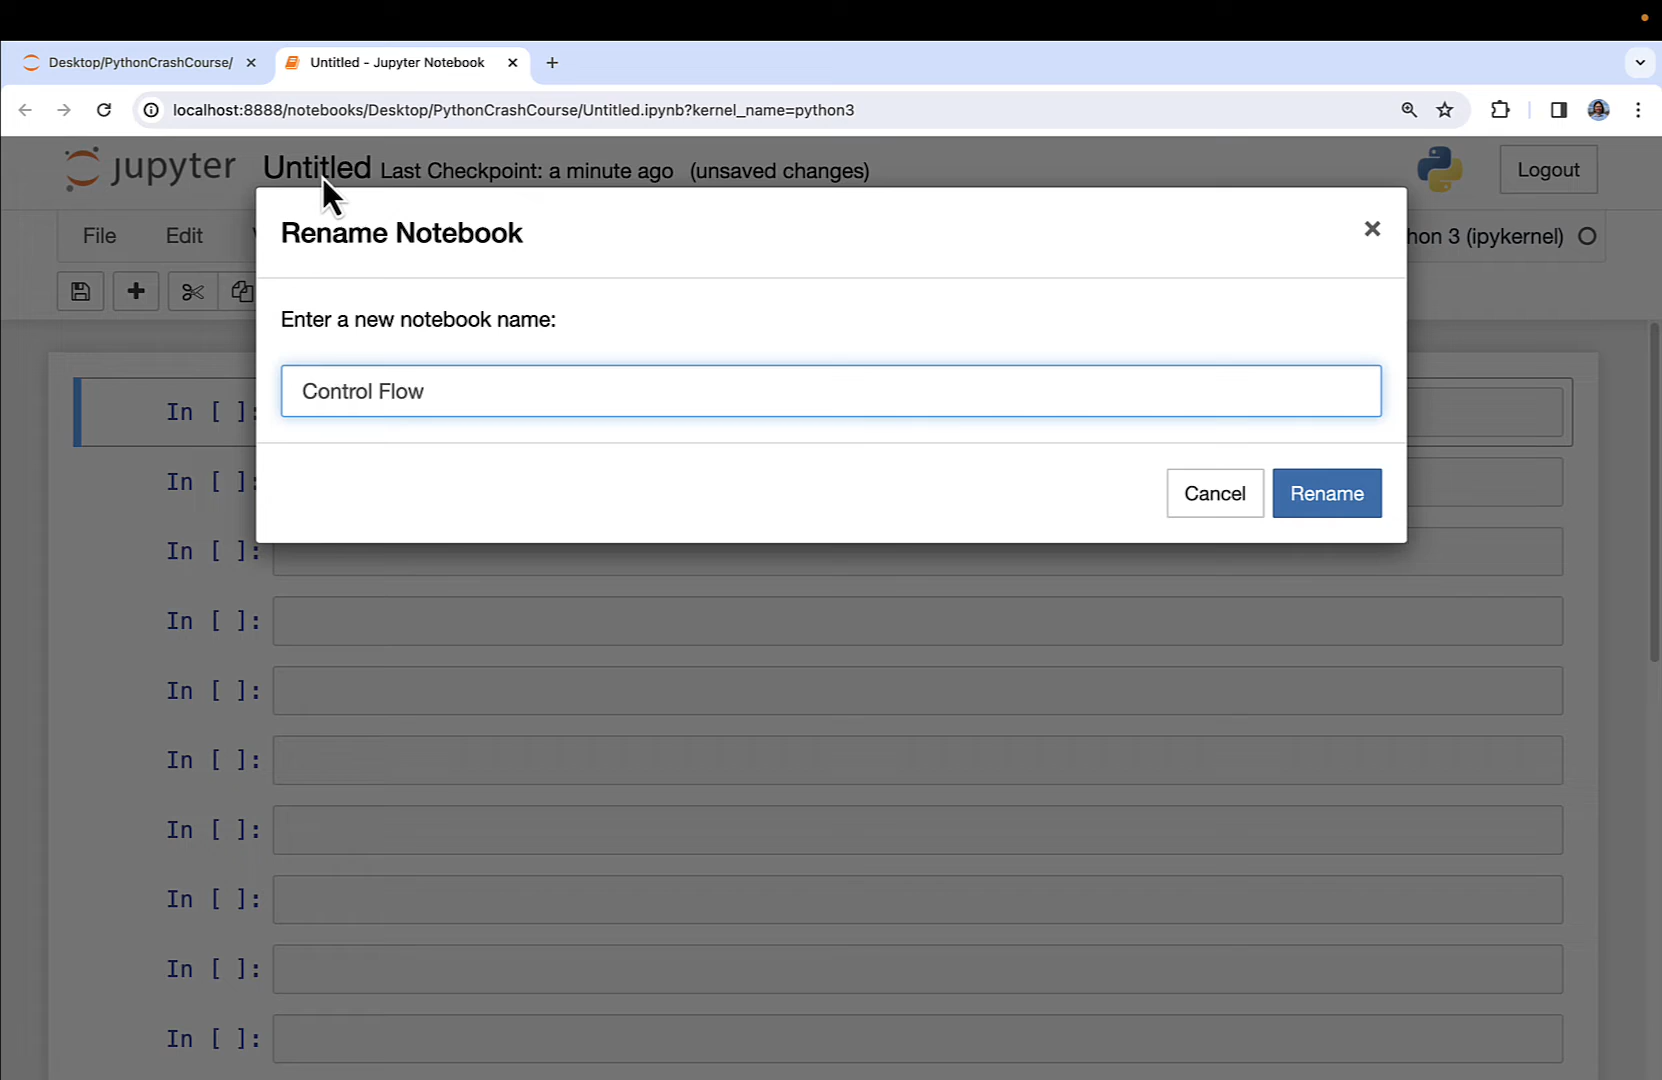 Desktop/PythonCrashCourse/
Untitled - Jupyter Notebook
localhost:8888/notebooks/Desktop/PythonCrashCourse/Untitled.ipynb?kernel_name=python3
jupyter Untitled Last Checkpoint: a minute ago (unsaved changes)
Logout
File Edit
hon 3 (ipykernel)
Rename Notebook
Enter a new notebook name:
Control Flow
Cancel Rename
In [ ]:
In [ ]:
In [ ]:
In [ ]:
In [ ]:
In [ ]:
In [ ]:
In [ ]:
In [ ]:
In [ ]: